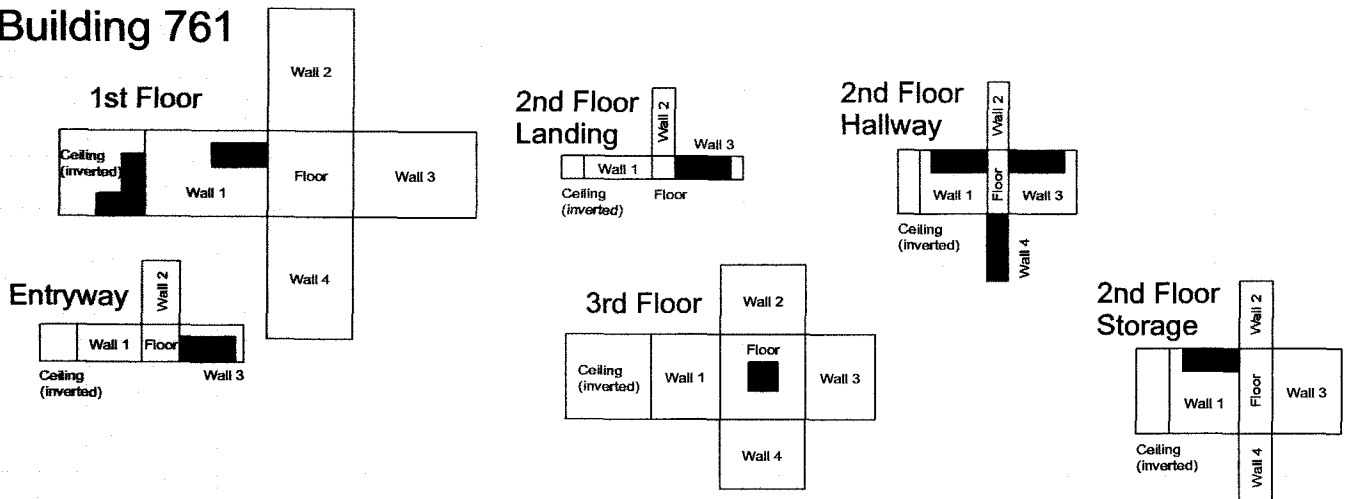 Building 761
1st Floor
Wall 2
Ceiling
(inverted)
Wall 1
Floor
Wall 3
Wall 4
2nd Floor
Landing
Wall 2
Wall 3
Wall 1
Ceiling
(inverted)
Floor
2nd Floor
Hallway
Wall 2
Wall 1
Floor
Wall 3
Ceiling
(inverted)
Wall 4
Entryway
Wall 2
Wall 1
Floor
Ceiling
(inverted)
Wall 3
3rd Floor
Wall 2
Floor
Ceiling
(inverted)
Wall 1
Wall 3
Wall 4
2nd Floor
Storage
Wall 2
Wall 1
Floor
Wall 3
Ceiling
(inverted)
Wall 4